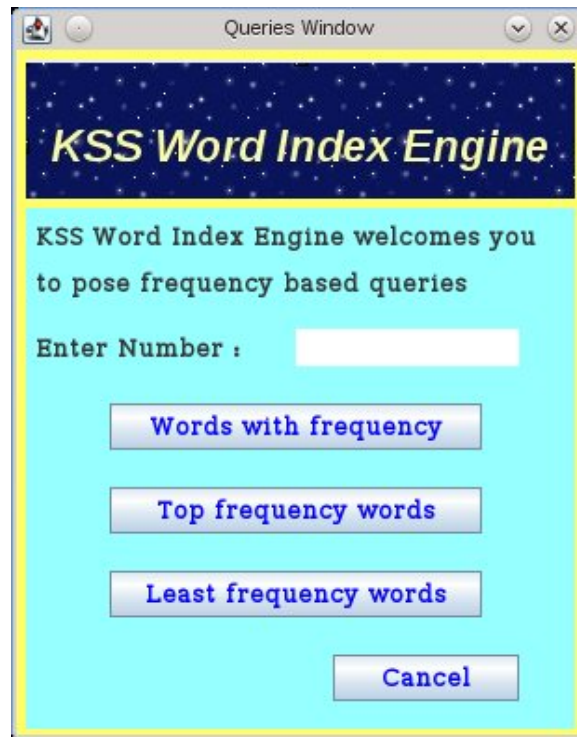 Queries Window
KSS Word Index Engine
KSS Word Index Engine welcomes you
to pose frequency based queries
Enter Number :
Words with frequency
Top frequency words
Least frequency words
Cancel